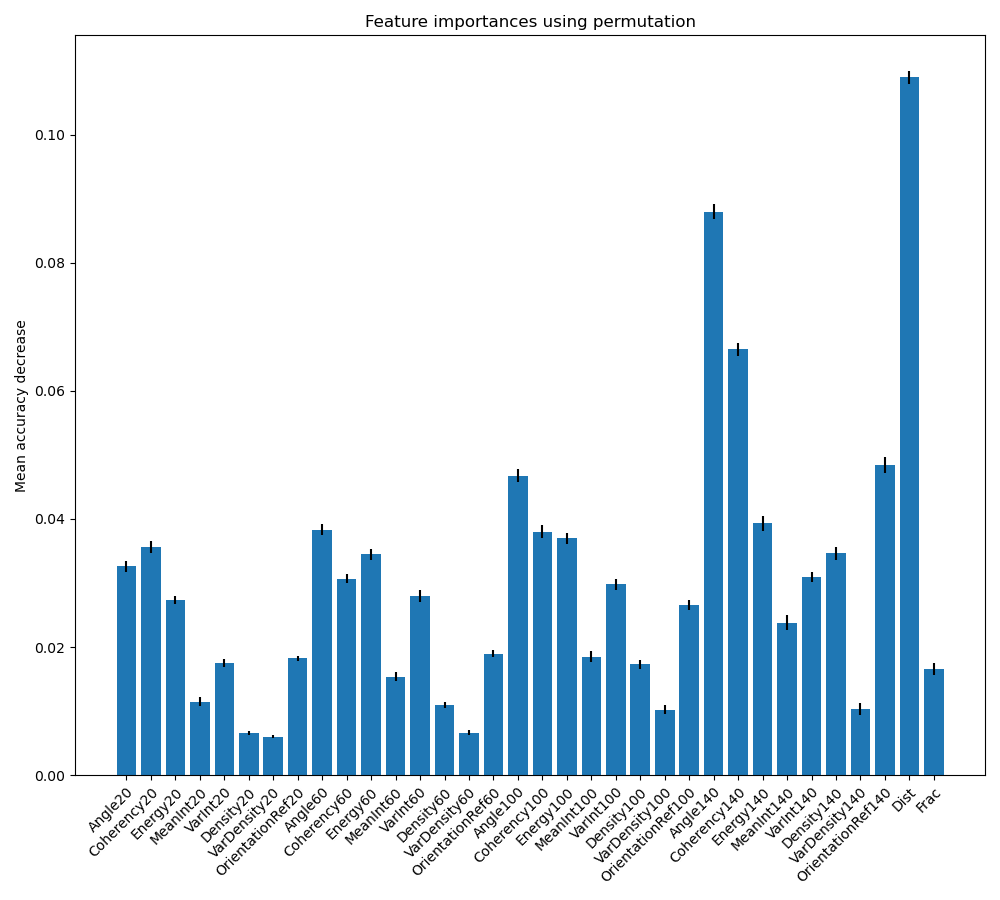 Feature importances using permutation
Mean accuracy decrease
0.10
0.08
0.06
0.04
0.02
0.00
Angle20
Coherency20
Energy20
MeanInt20
VarInt20
Density20
VarDensity20
OrientationRef20
Angle60
Coherency60
Energy60
MeanInt60
VarInt60
Density60
VarDensity60
OrientationRef60
Angle100
Coherency100
Energy100
MeanInt100
VarInt100
Density100
VarDensity100
OrientationRef100
Angle140
Coherency140
Energy140
MeanInt140
VarInt140
Density140
VarDensity140
OrientationRef140
Dist
Frac